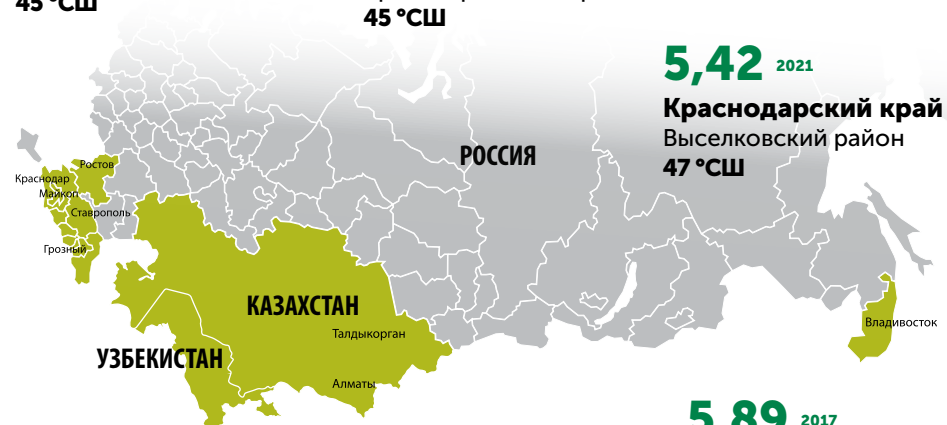 45 °СШ
45 °СШ
5,42 2021
Краснодарский край
Выселковский район
47 °СШ
РОССИЯ
Ростов
Краснодар
Майкоп
Ставрополь
Грозный
КАЗАХСТАН
Талдыкорган
Владивосток
УЗБЕКИСТАН
Алматы
5,89 2017